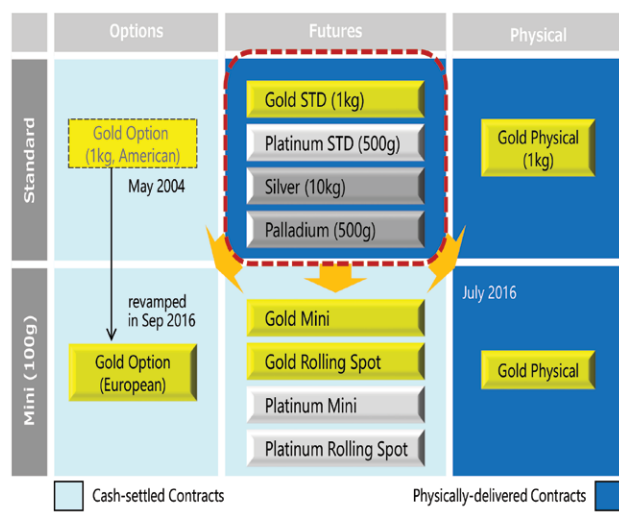 Options
Futures
Physical
Standard
Gold Option
(1kg, American)
May 2004
Gold STD (1kg)
Platinum STD (500g)
Silver (10kg)
Palladium (500g)
Gold Physical
(1kg)
Mini (100g)
revamped
in Sep 2016
Gold Option
(European)
Gold Mini
Gold Rolling Spot
Platinum Mini
Platinum Rolling Spot
July 2016
Gold Physical
Cash-settled Contracts
Physically-delivered Contracts